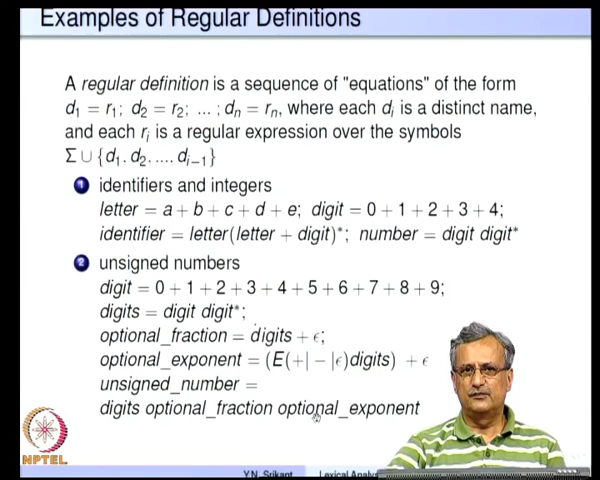 Examples of Regular Definitions
A regular definition is a sequence of "equations" of the form
d₁ = r₁; d₂ = r₂; ... ; dₙ = rₙ, where each dᵢ is a distinct name,
and each rᵢ is a regular expression over the symbols
Σ ∪ {d₁, d₂, ..., dᵢ₋₁}
1 identifiers and integers
letter = a + b + c + d + e; digit = 0 + 1 + 2 + 3 + 4;
identifier = letter(letter + digit)*; number = digit digit*
2 unsigned numbers
digit = 0 + 1 + 2 + 3 + 4 + 5 + 6 + 7 + 8 + 9;
digits = digit digit*;
optional_fraction = digits + ϵ;
optional_exponent = (E(+| − |ϵ)digits) + ϵ
unsigned_number =
digits optional_fraction optional_exponent
NPTEL
Y.N. Srikant Lexical Analys